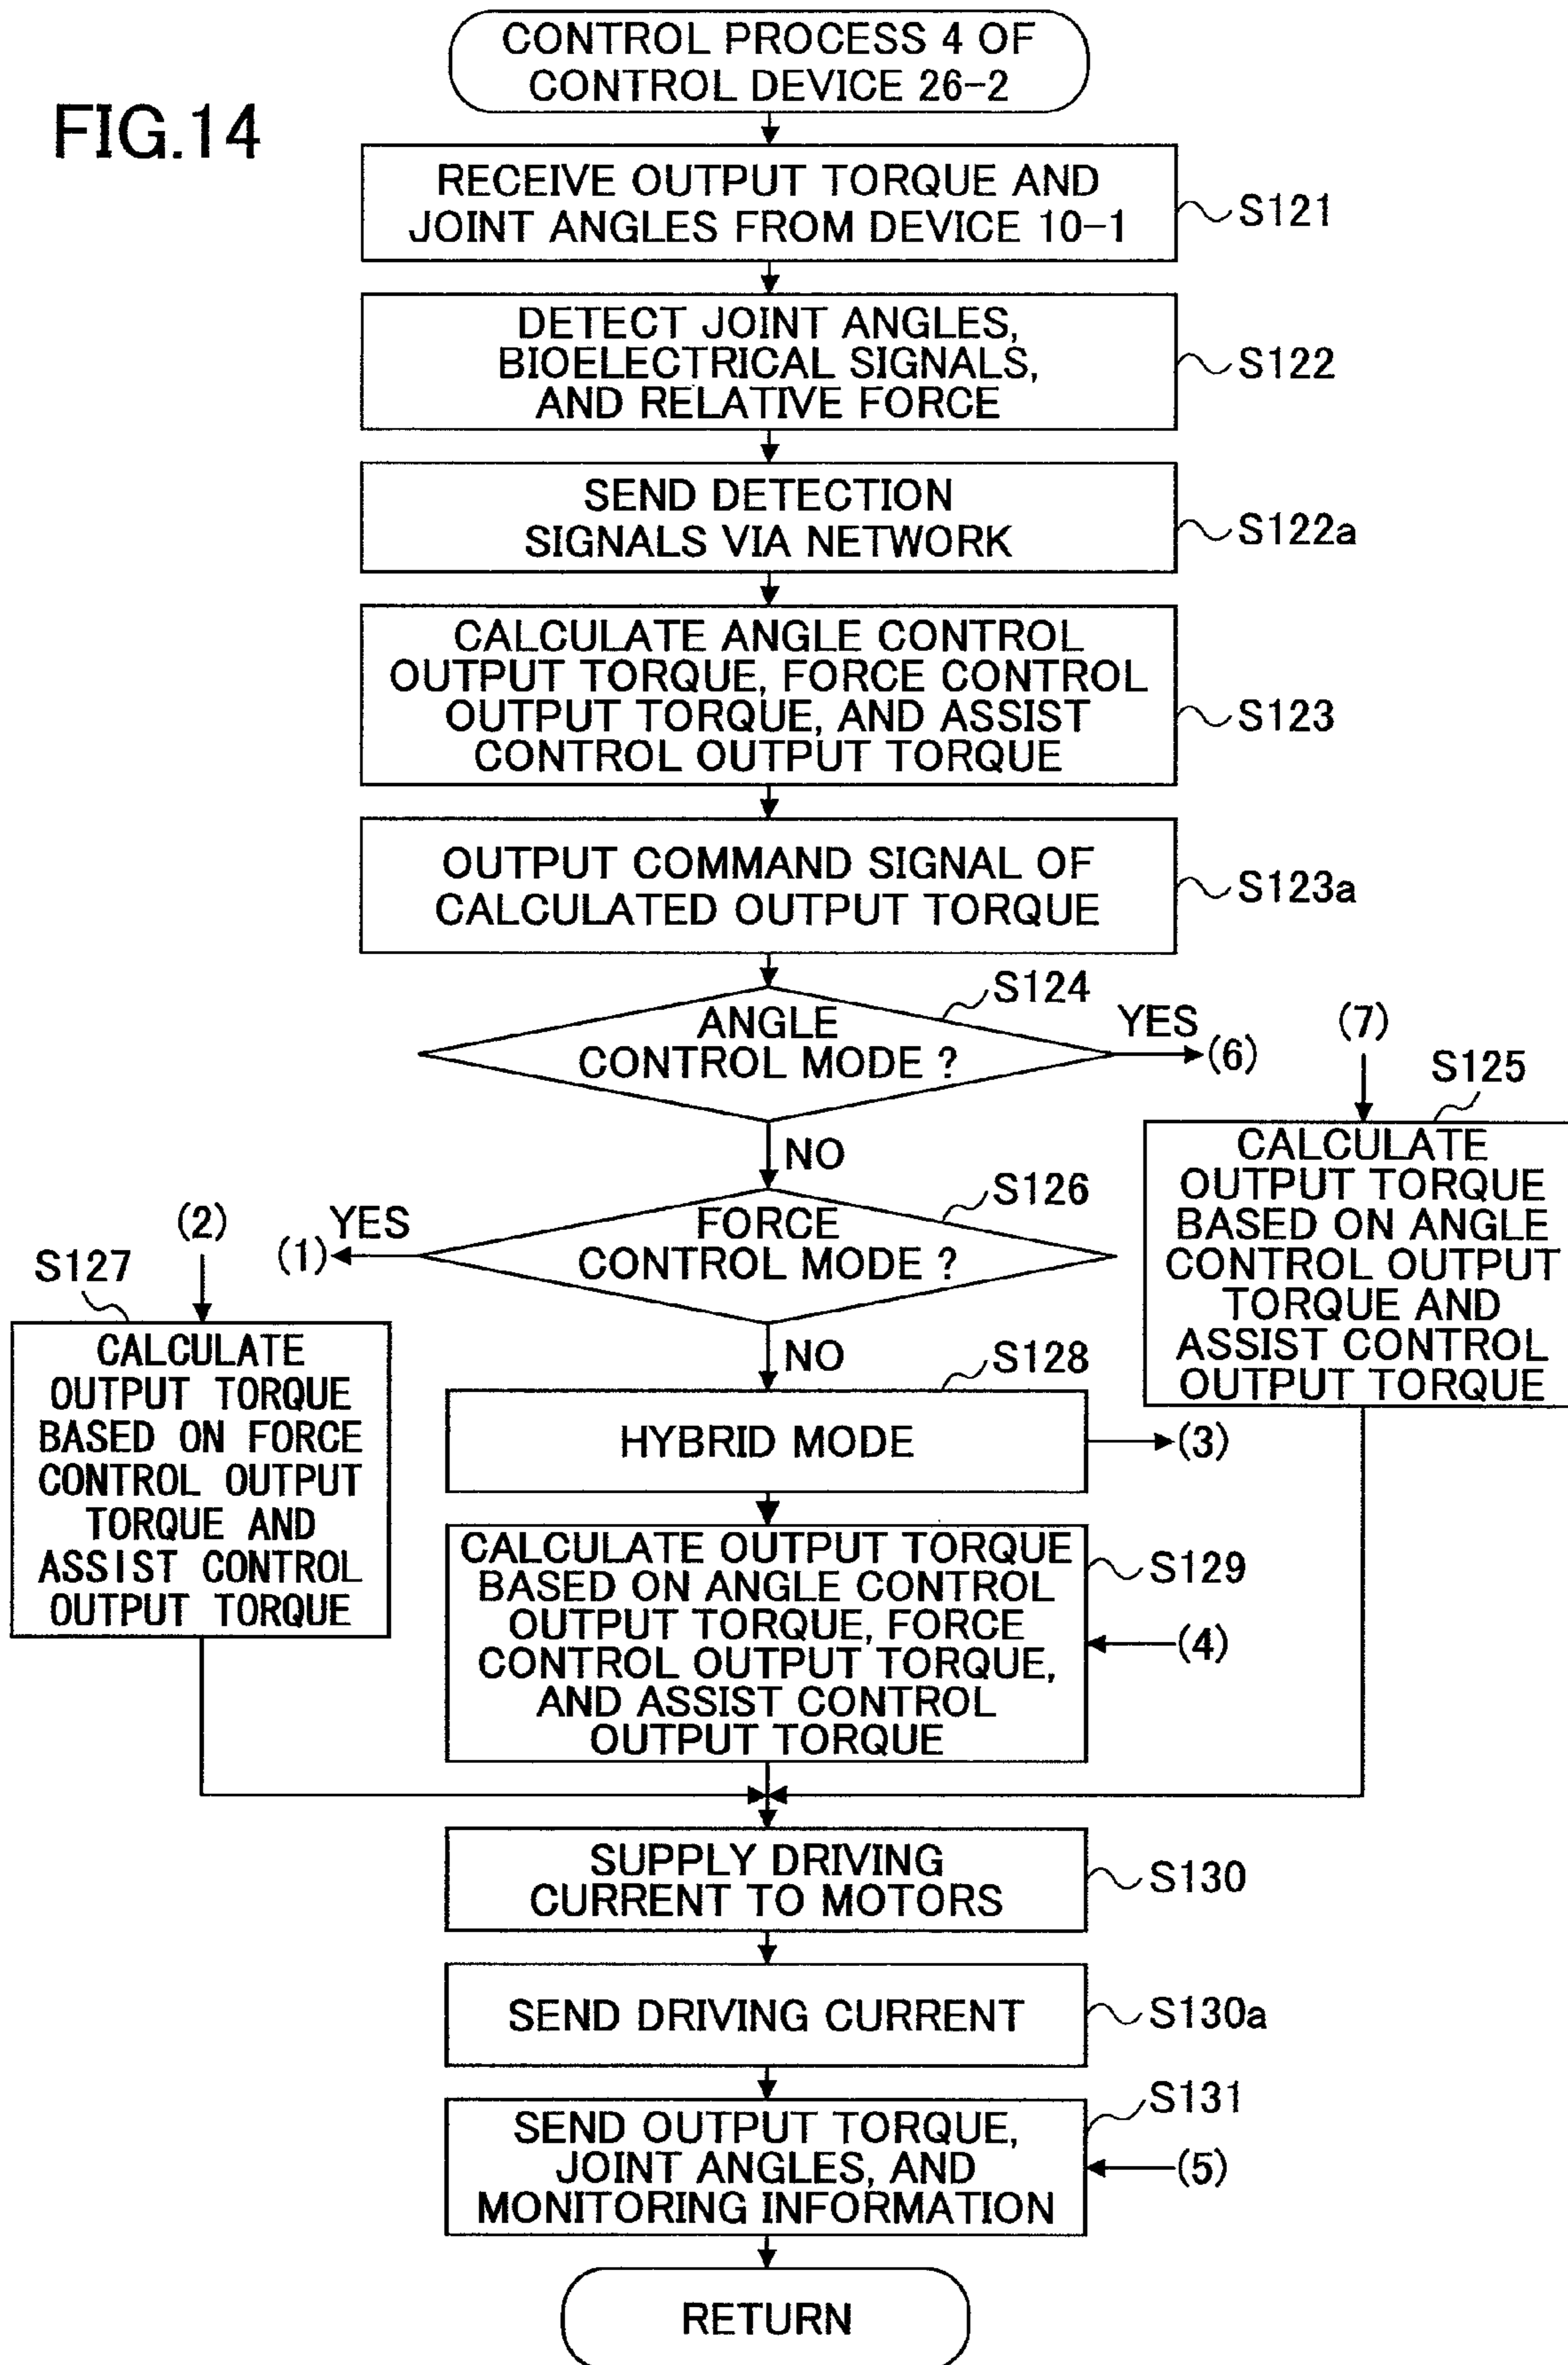 CONTROL PROCESS 4 OF
CONTROL DEVICE 26-2
FIG.14
RECEIVE OUTPUT TORQUE AND
JOINT ANGLES FROM DEVICE 10-1
S121
DETECT JOINT ANGLES,
BIOELECTRICAL SIGNALS,
AND RELATIVE FORCE
S122
SEND DETECTION
SIGNALS VIA NETWORK
S122a
CALCULATE ANGLE CONTROL
OUTPUT TORQUE, FORCE CONTROL
OUTPUT TORQUE, AND ASSIST
CONTROL OUTPUT TORQUE
S123
OUTPUT COMMAND SIGNAL OF
CALCULATED OUTPUT TORQUE
S123a
S124
ANGLE
CONTROL MODE ?
YES
(6)
NO
(7)
S125
CALCULATE
OUTPUT TORQUE
BASED ON ANGLE
CONTROL OUTPUT
TORQUE AND
ASSIST CONTROL
OUTPUT TORQUE
S126
FORCE
CONTROL MODE ?
YES
(1)
NO
(2)
S127
CALCULATE
OUTPUT TORQUE
BASED ON FORCE
CONTROL OUTPUT
TORQUE AND
ASSIST CONTROL
OUTPUT TORQUE
S128
HYBRID MODE
(3)
CALCULATE OUTPUT TORQUE
BASED ON ANGLE CONTROL
OUTPUT TORQUE, FORCE
CONTROL OUTPUT TORQUE,
AND ASSIST CONTROL
OUTPUT TORQUE
S129
(4)
SUPPLY DRIVING
CURRENT TO MOTORS
S130
SEND DRIVING CURRENT
S130a
S131
SEND OUTPUT TORQUE,
JOINT ANGLES, AND
MONITORING INFORMATION
(5)
RETURN